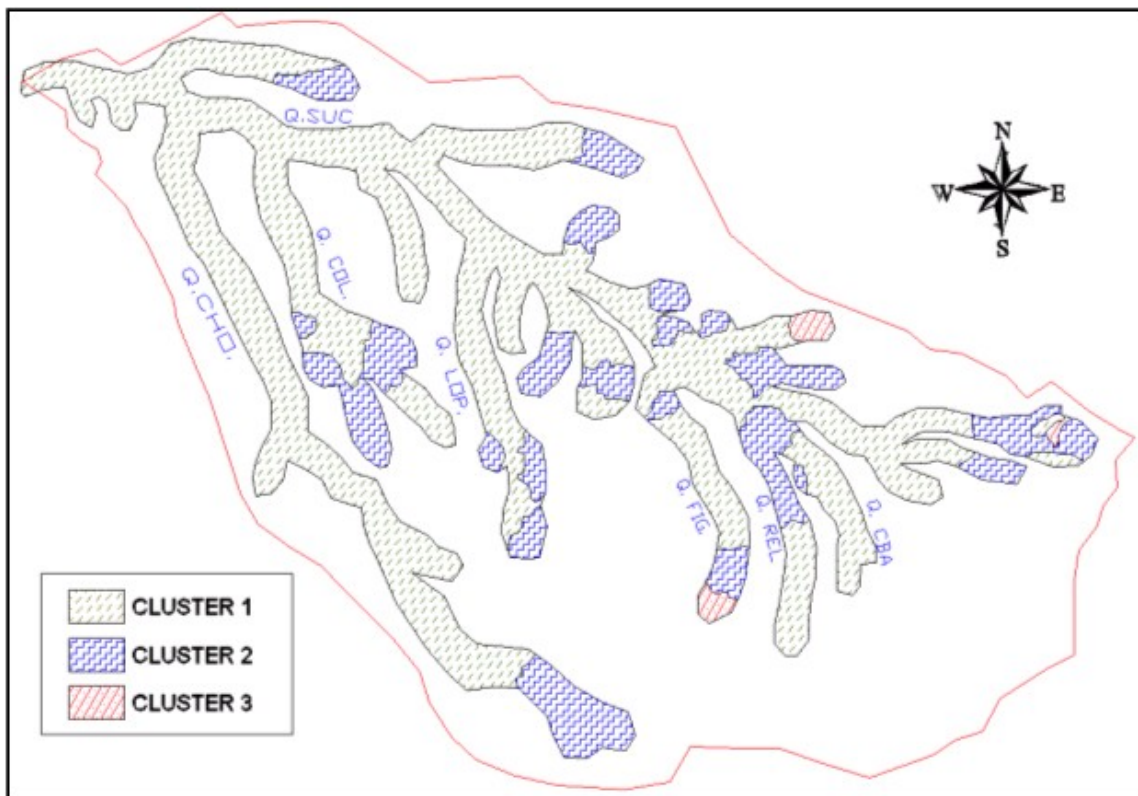 Q.SUC
N
W
E
S
Q. COL.
Q.CHO.
Q. LOP.
Q. FIG.
Q. REL
Q. CBA
CLUSTER 1
CLUSTER 2
CLUSTER 3